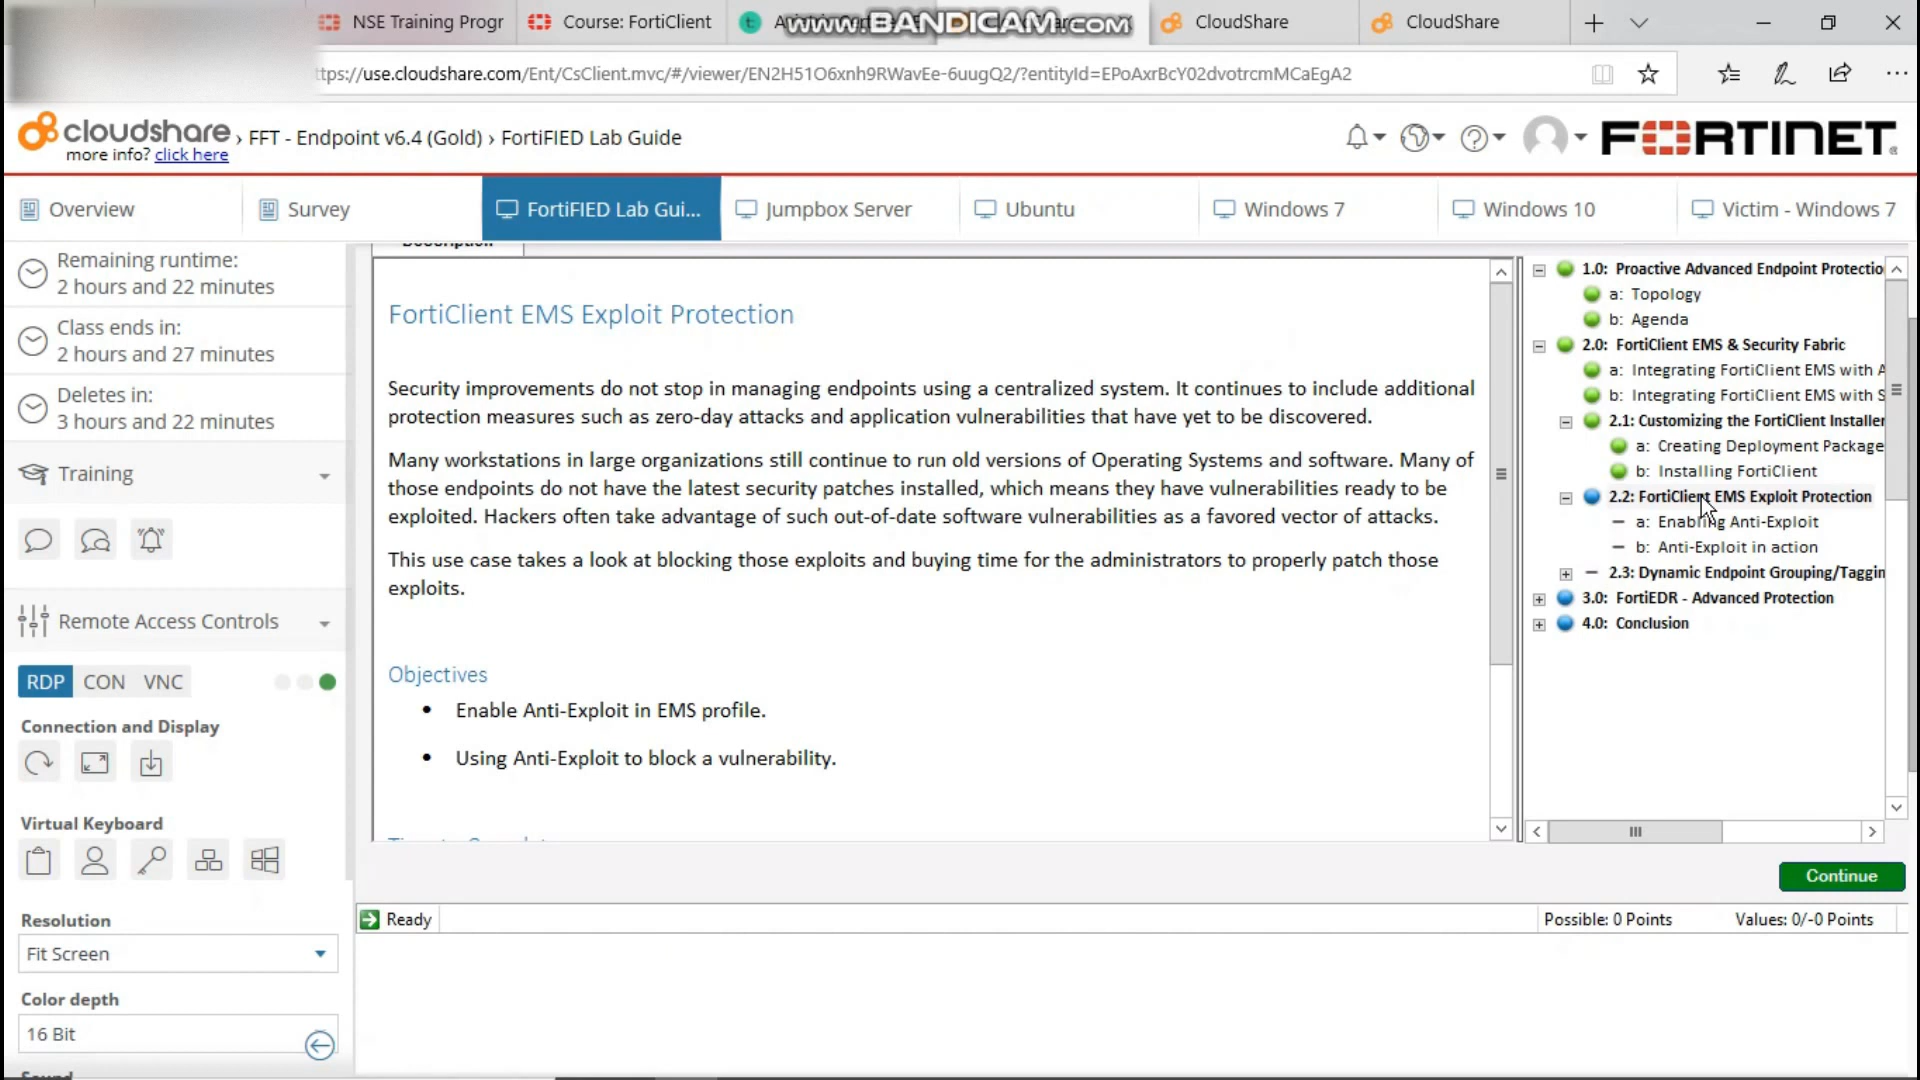 NSE Training Progr
Course: FortiClient
www.BANDICAM.com
CloudShare
CloudShare
ttps://use.cloudshare.com/Ent/CsClient.mvc/#/viewer/EN2H51O6xnh9RWavEe-6uugQ2/?entityId=EPoAxrBcY02dvotrcmMCaEgA2
cloudshare › FFT - Endpoint v6.4 (Gold) › FortiFIED Lab Guide
more info? click here
FORTINET
Overview
Survey
FortiFIED Lab Gui...
Jumpbox Server
Ubuntu
Windows 7
Windows 10
Victim - Windows 7
Remaining runtime:
2 hours and 22 minutes
Class ends in:
2 hours and 27 minutes
Deletes in:
3 hours and 22 minutes
Training
Remote Access Controls
RDP CON VNC
Connection and Display
Virtual Keyboard
Resolution
Fit Screen
Color depth
16 Bit
Sound
Description
FortiClient EMS Exploit Protection
Security improvements do not stop in managing endpoints using a centralized system. It continues to include additional
protection measures such as zero-day attacks and application vulnerabilities that have yet to be discovered.
Many workstations in large organizations still continue to run old versions of Operating Systems and software. Many of
those endpoints do not have the latest security patches installed, which means they have vulnerabilities ready to be
exploited. Hackers often take advantage of such out-of-date software vulnerabilities as a favored vector of attacks.
This use case takes a look at blocking those exploits and buying time for the administrators to properly patch those
exploits.
Objectives
• Enable Anti-Exploit in EMS profile.
• Using Anti-Exploit to block a vulnerability.
1.0: Proactive Advanced Endpoint Protectio
a: Topology
b: Agenda
2.0: FortiClient EMS & Security Fabric
a: Integrating FortiClient EMS with A
b: Integrating FortiClient EMS with S
2.1: Customizing the FortiClient Installer
a: Creating Deployment Package
b: Installing FortiClient
2.2: FortiClient EMS Exploit Protection
a: Enabling Anti-Exploit
b: Anti-Exploit in action
2.3: Dynamic Endpoint Grouping/Taggin
3.0: FortiEDR - Advanced Protection
4.0: Conclusion
Continue
Ready
Possible: 0 Points
Values: 0/-0 Points